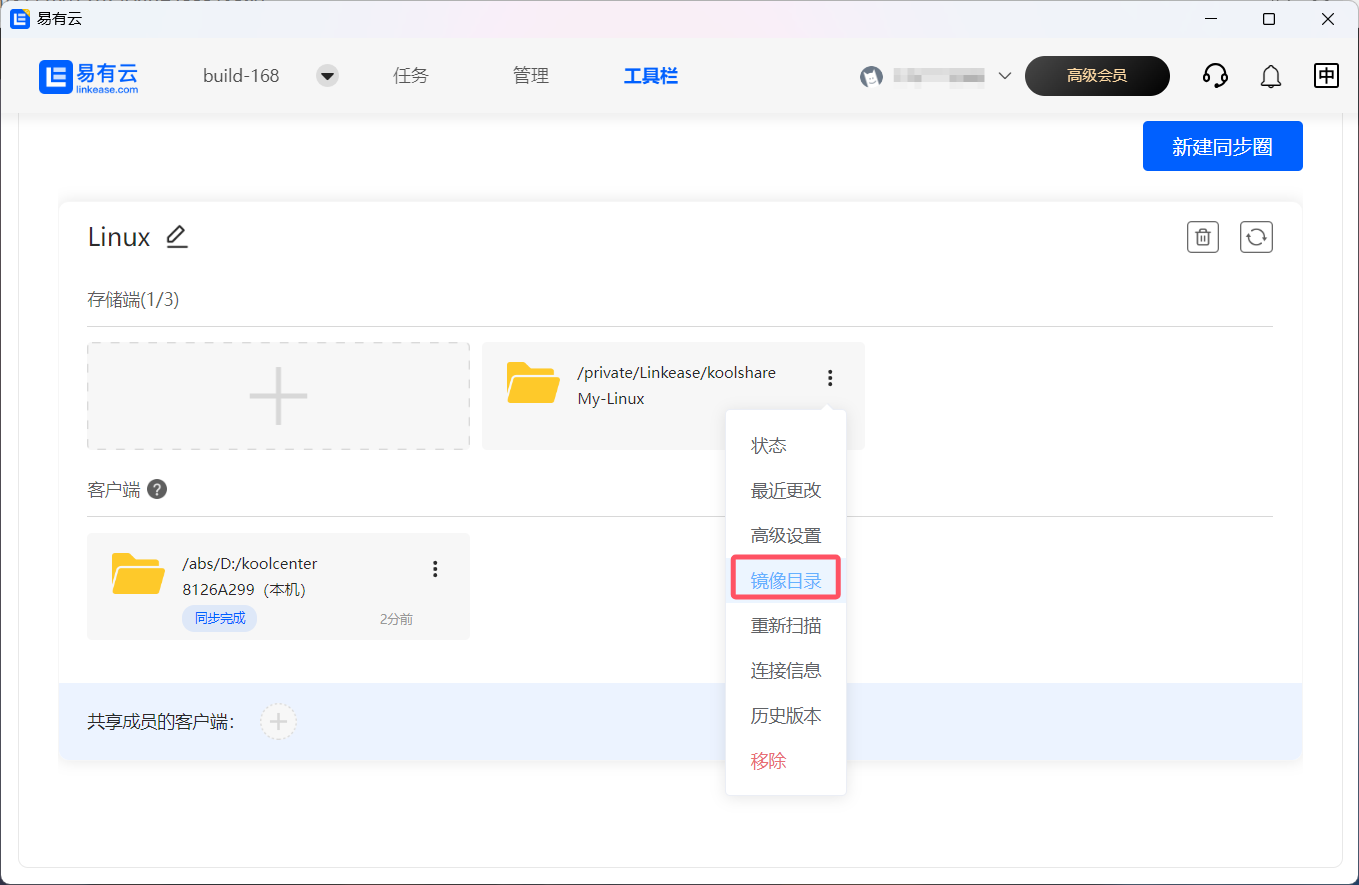 易有云
易有云
linkease.com
build-168
任务
管理
工具栏
高级会员
中
新建同步圈
Linux
存储端(1/3)
/private/Linkease/koolshare
My-Linux
状态
最近更改
高级设置
镜像目录
重新扫描
连接信息
历史版本
移除
客户端 ?
/abs/D:/koolcenter
8126A299（本机）
同步完成
2分前
共享成员的客户端：